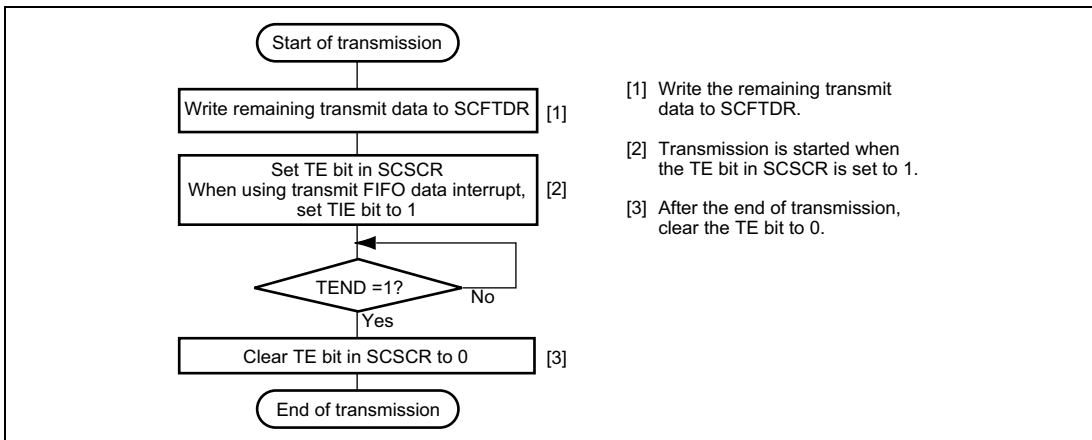 Start of transmission
Write remaining transmit data to SCFTDR
[1]
Set TE bit in SCSCR
When using transmit FIFO data interrupt,
set TIE bit to 1
[2]
TEND =1?
No
Yes
Clear TE bit in SCSCR to 0
[3]
End of transmission
[1] Write the remaining transmit
data to SCFTDR.
[2] Transmission is started when
the TE bit in SCSCR is set to 1.
[3] After the end of transmission,
clear the TE bit to 0.